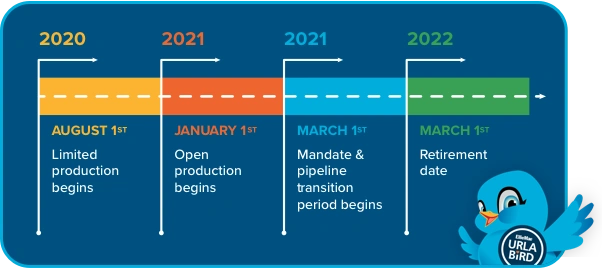 2020
2021
2021
2022
AUGUST 1ST
Limited
production
begins
JANUARY 1ST
Open
production
begins
MARCH 1ST
Mandate &
pipeline
transition
period begins
MARCH 1ST
Retirement
date
EllieMae
URLA
BiRD